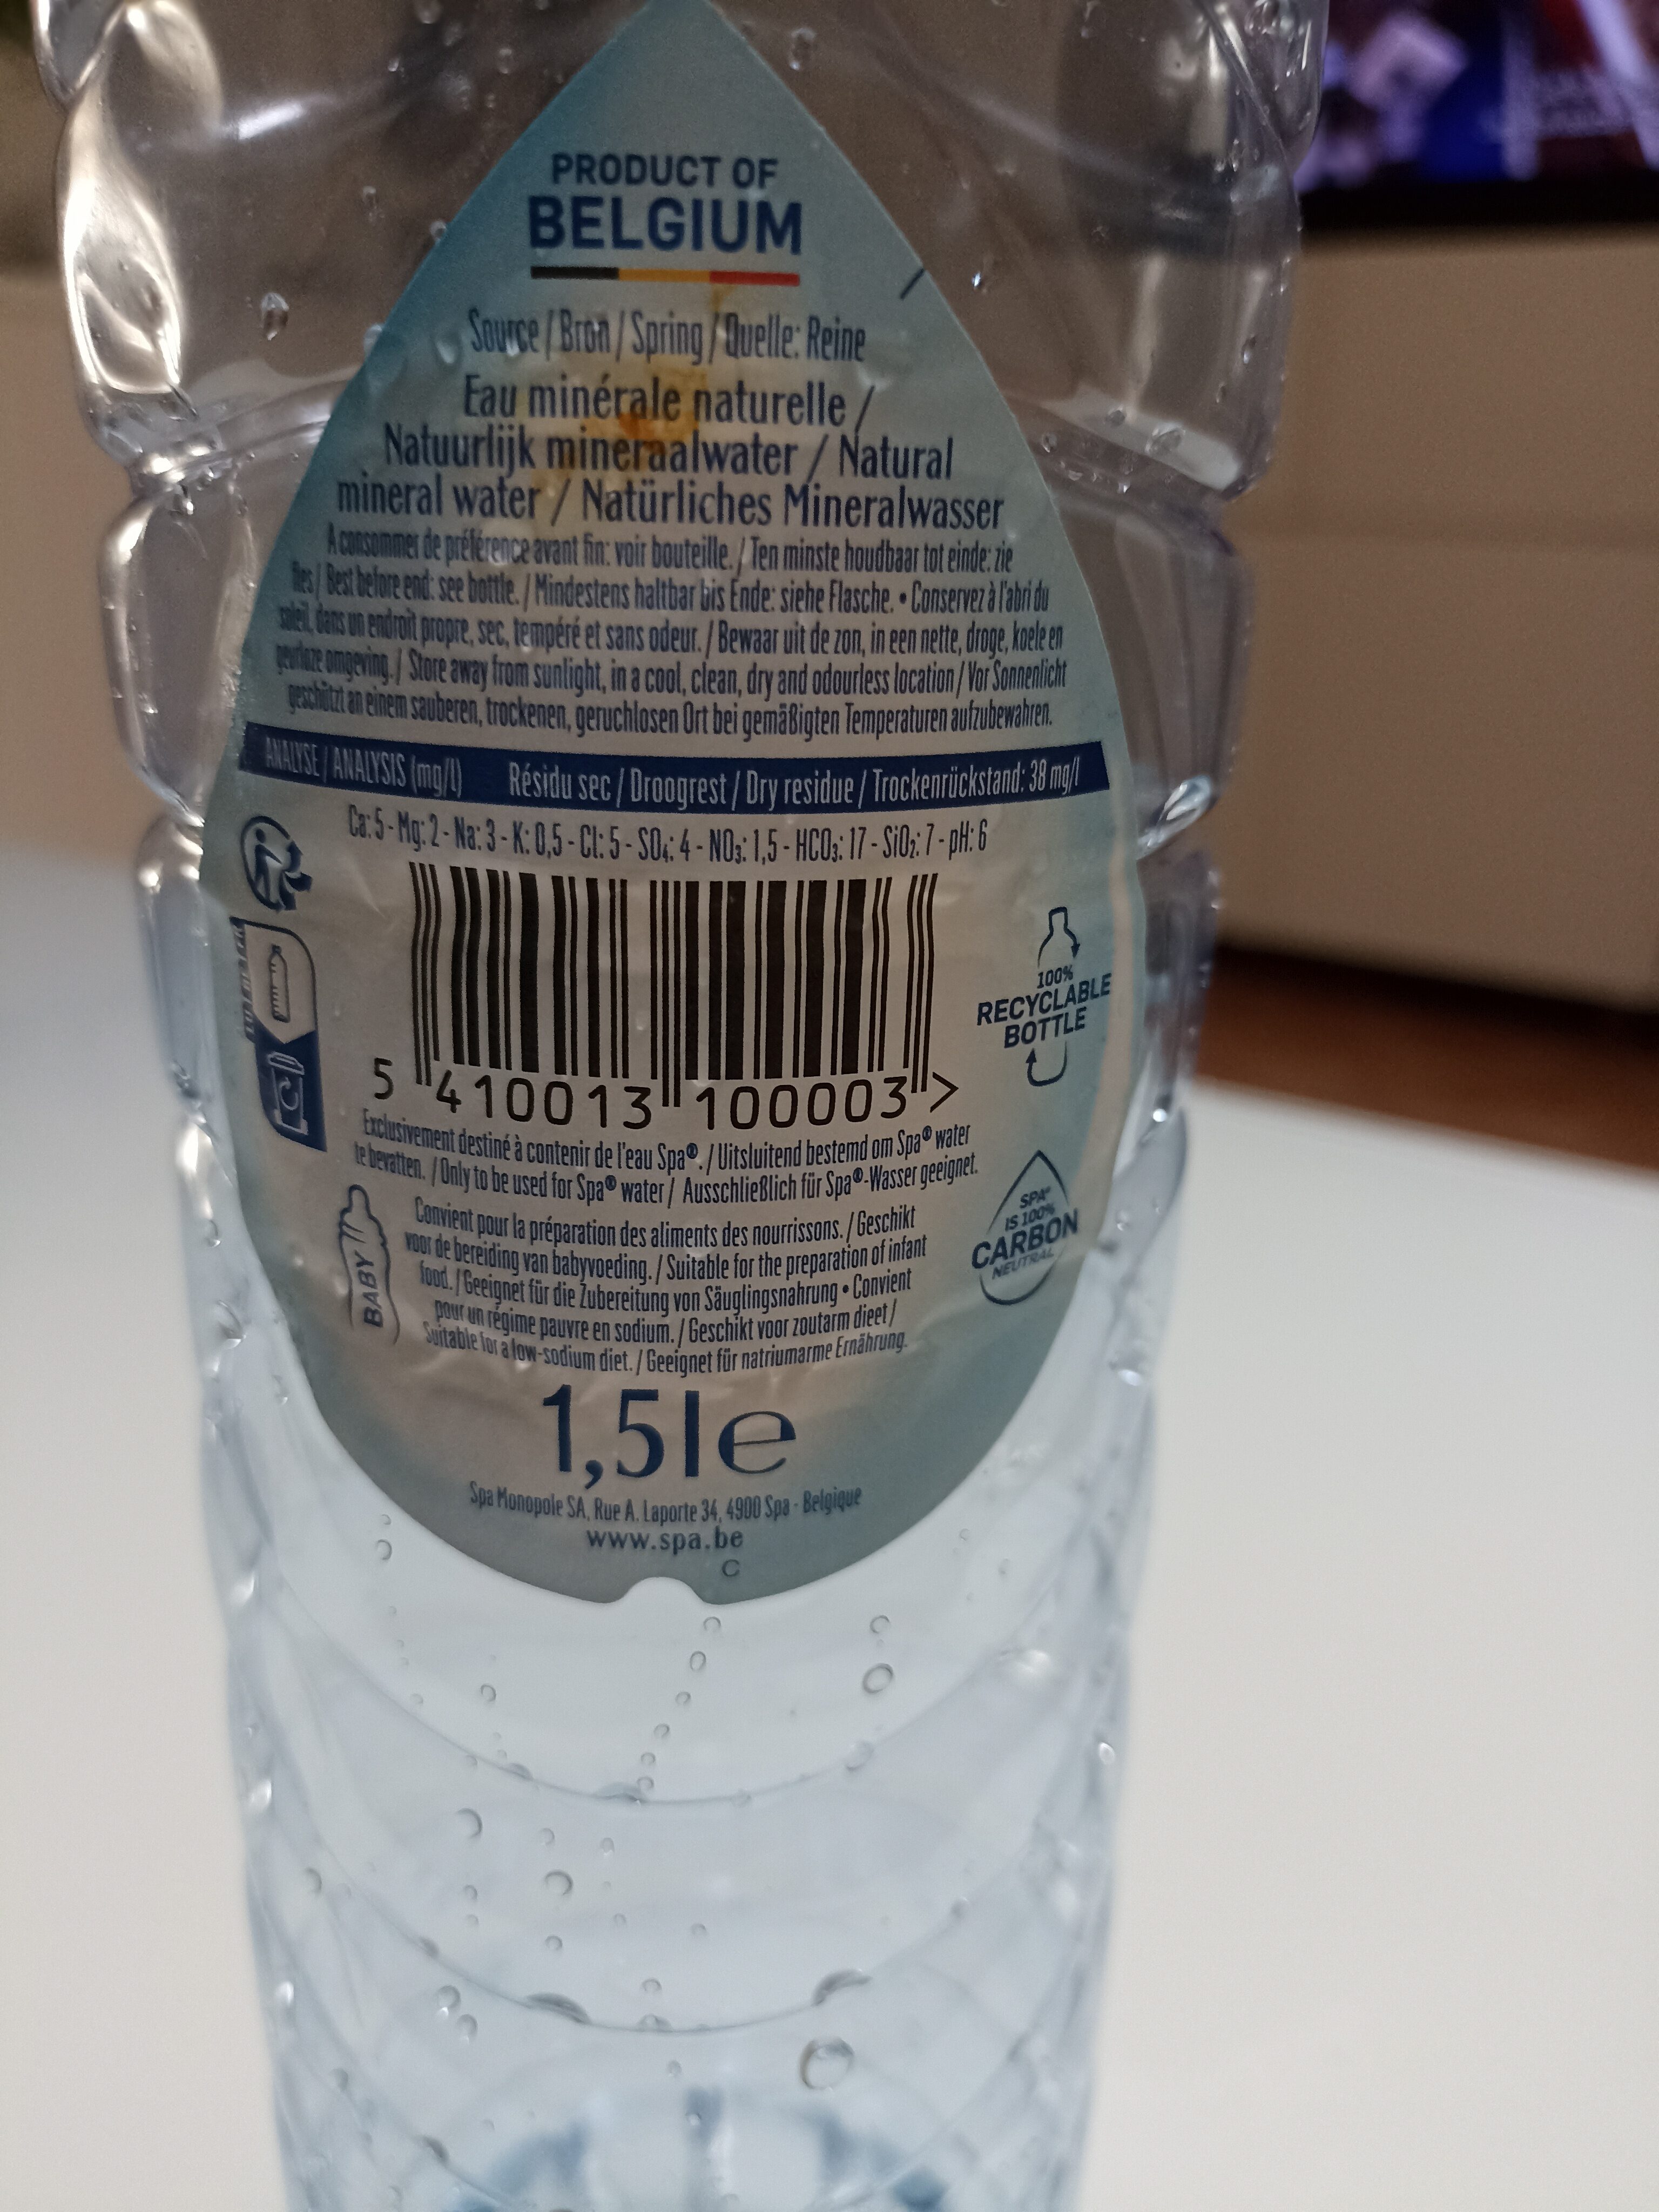 PRODUCT OF
BELGIUM
Source / Bron / Spring / Quelle: Reine
Eau minérale naturelle /
Natuurlijk mineraalwater / Natural
mineral water / Natürliches Mineralwasser
A consommer de préférence avant fin: voir bouteille. / Ten minste houdbaar tot einde: zie
fles / Best before end: see bottle. / Mindestens haltbar bis Ende: siehe Flasche. • Conservez à l'abri du
soleil, dans un endroit propre, sec, tempéré et sans odeur. / Bewaar uit de zon, in een nette, droge, koele en
geurloze omgeving. / Store away from sunlight, in a cool, clean, dry and odourless location / Vor Sonnenlicht
geschützt an einem sauberen, trockenen, geruchlosen Ort bei gemäßigten Temperaturen aufzubewahren.
ANALYSE / ANALYSIS (mg/l) Résidu sec / Droogrest / Dry residue / Trockenrückstand: 38 mg/l
Ca: 5 - Mg: 2 - Na: 3 - K: 0,5 - Cl: 5 - SO₄: 4 - NO₃: 1,5 - HCO₃: 17 - SiO₂: 7 - pH: 6
100%
RECYCLABLE
BOTTLE
5 410013 100003 >
Exclusivement destiné à contenir de l'eau Spa®. / Uitsluitend bestemd om Spa® water
te bevatten. / Only to be used for Spa® water / Ausschließlich für Spa®-Wasser geeignet.
BABY
Convient pour la préparation des aliments des nourrissons. / Geschikt
voor de bereiding van babyvoeding. / Suitable for the preparation of infant
food. / Geeignet für die Zubereitung von Säuglingsnahrung • Convient
pour un régime pauvre en sodium. / Geschikt voor zoutarm dieet /
Suitable for a low-sodium diet. / Geeignet für natriumarme Ernährung.
SPA®
IS 100%
CARBON
NEUTRAL
1,5 l e
Spa Monopole SA, Rue A. Laporte 34, 4900 Spa - Belgique
www.spa.be
C